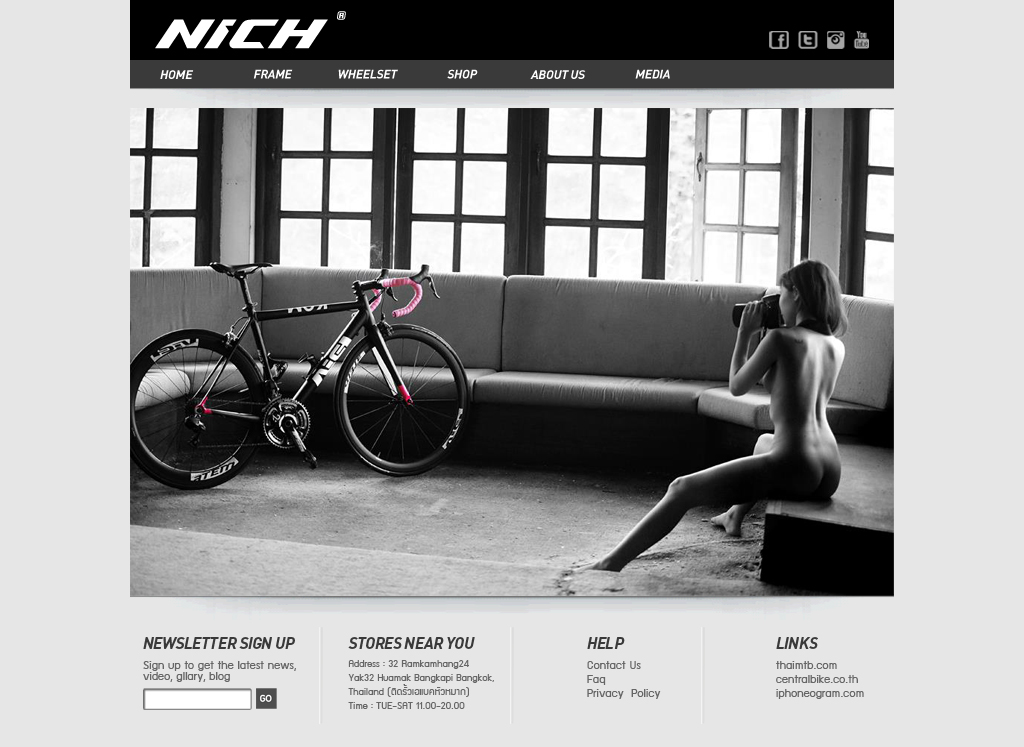 NICH ®
HOME FRAME WHEELSET SHOP ABOUT US MEDIA
NEWSLETTER SIGN UP
Sign up to get the latest news,
video, gllary, blog
GO
STORES NEAR YOU
Address : 32 Ramkamhang24
Yak32 Huamak Bangkapi Bangkok,
Thailand (ติดรั้วเอแบคหัวหมาก)
Time : TUE-SAT 11.00-20.00
HELP
Contact Us
Faq
Privacy Policy
LINKS
thaimtb.com
centralbike.co.th
iphoneogram.com